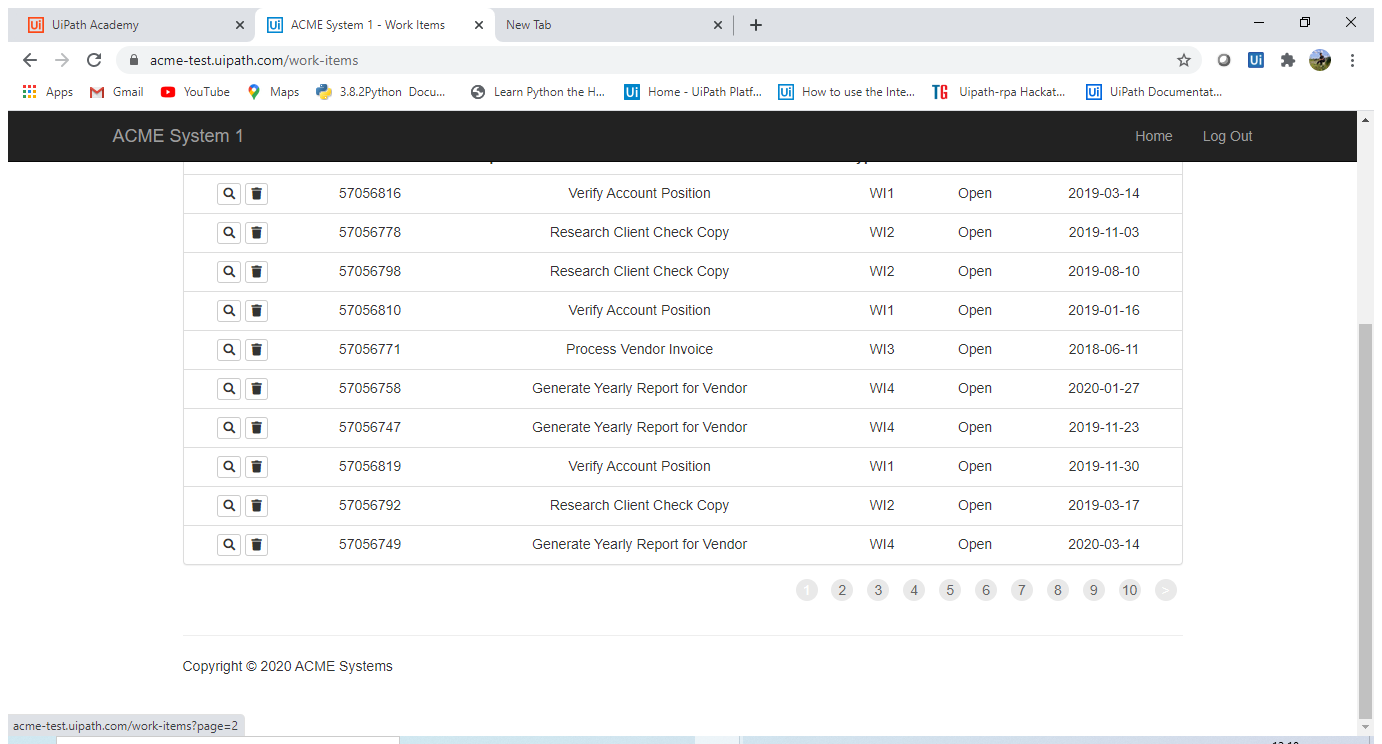 UiPath Academy ACME System 1 - Work Items New Tab
acme-test.uipath.com/work-items
Apps Gmail YouTube Maps 3.8.2Python Docu... Learn Python the H... Home - UiPath Platf... How to use the Inte... Uipath-rpa Hackat... UiPath Documentat...
ACME System 1 Home Log Out
57056816 Verify Account Position WI1 Open 2019-03-14
57056778 Research Client Check Copy WI2 Open 2019-11-03
57056798 Research Client Check Copy WI2 Open 2019-08-10
57056810 Verify Account Position WI1 Open 2019-01-16
57056771 Process Vendor Invoice WI3 Open 2018-06-11
57056758 Generate Yearly Report for Vendor WI4 Open 2020-01-27
57056747 Generate Yearly Report for Vendor WI4 Open 2019-11-23
57056819 Verify Account Position WI1 Open 2019-11-30
57056792 Research Client Check Copy WI2 Open 2019-03-17
57056749 Generate Yearly Report for Vendor WI4 Open 2020-03-14
1 2 3 4 5 6 7 8 9 10 >
Copyright © 2020 ACME Systems
acme-test.uipath.com/work-items?page=2